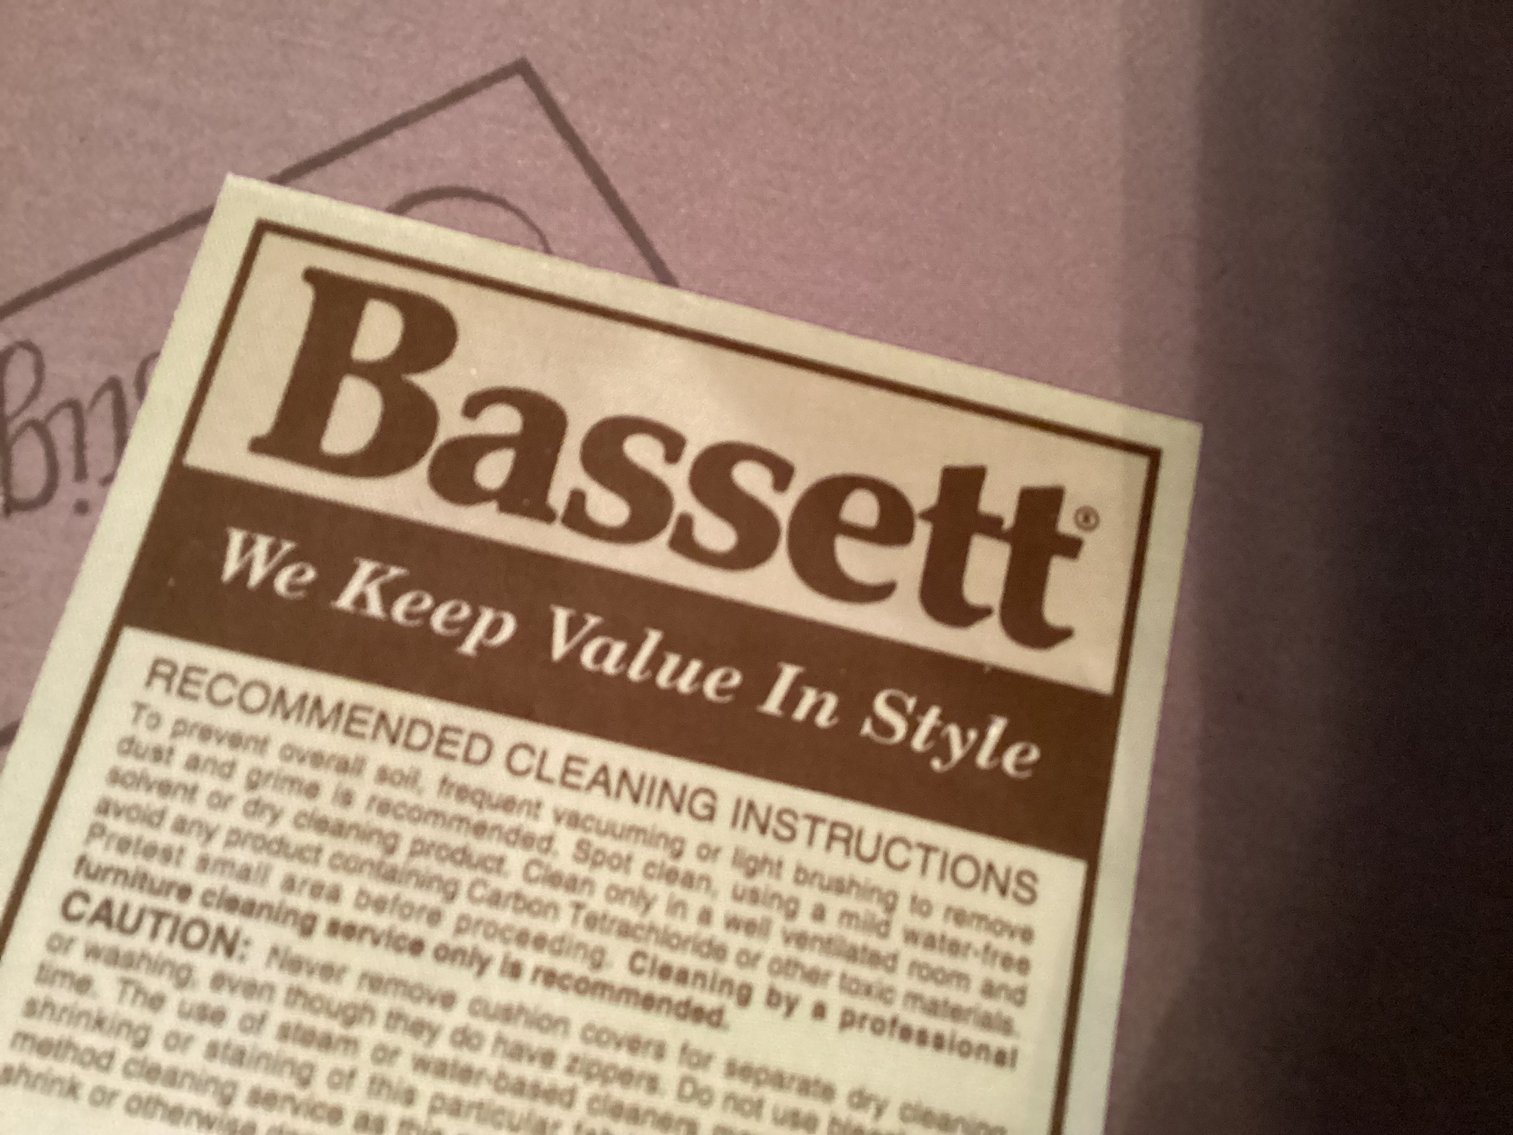 Bassett®
We Keep Value In Style
RECOMMENDED CLEANING INSTRUCTIONS
To prevent overall soil, frequent vacuuming or light brushing to remove
dust and grime is recommended. Spot clean, using a mild water-free
solvent or dry cleaning product. Clean only in a well ventilated room and
avoid any product containing Carbon Tetrachloride or other toxic materials.
Pretest small area before proceeding. Cleaning by a professional
furniture cleaning service only is recommended.
CAUTION: Never remove cushion covers for separate dry cleaning
or washing, even though they do have zippers. Do not use
time. The use of steam or water-based cleaners
shrinking or staining of this particular
method cleaning service as
shrink or otherwise